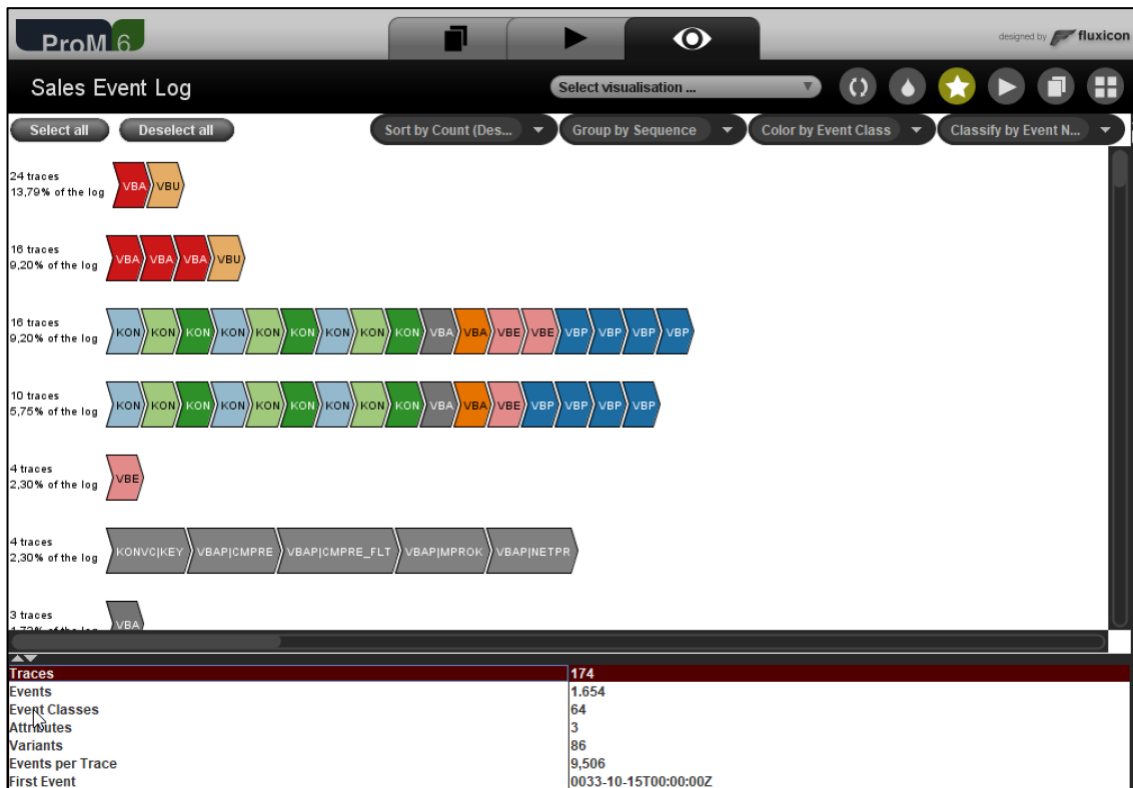 ProM 6
designed by fluxicon
Sales Event Log
Select visualisation ...
Select all Deselect all Sort by Count (Des... Group by Sequence Color by Event Class Classify by Event N...
24 traces
13,79% of the log
VBA VBU
16 traces
9,20% of the log
VBA VBA VBA VBU
16 traces
9,20% of the log
KON KON KON KON KON KON KON KON KON VBA VBA VBE VBE VBP VBP VBP VBP
10 traces
5,75% of the log
KON KON KON KON KON KON KON KON KON VBA VBA VBE VBP VBP VBP VBP
4 traces
2,30% of the log
VBE
4 traces
2,30% of the log
KONVC|KEY VBAP|CMPRE VBAP|CMPRE_FLT VBAP|MPROK VBAP|NETPR
3 traces
1,72% of the log
VBA
Traces 174
Events 1.654
Event Classes 64
Attributes 3
Variants 86
Events per Trace 9,506
First Event 0033-10-15T00:00:00Z